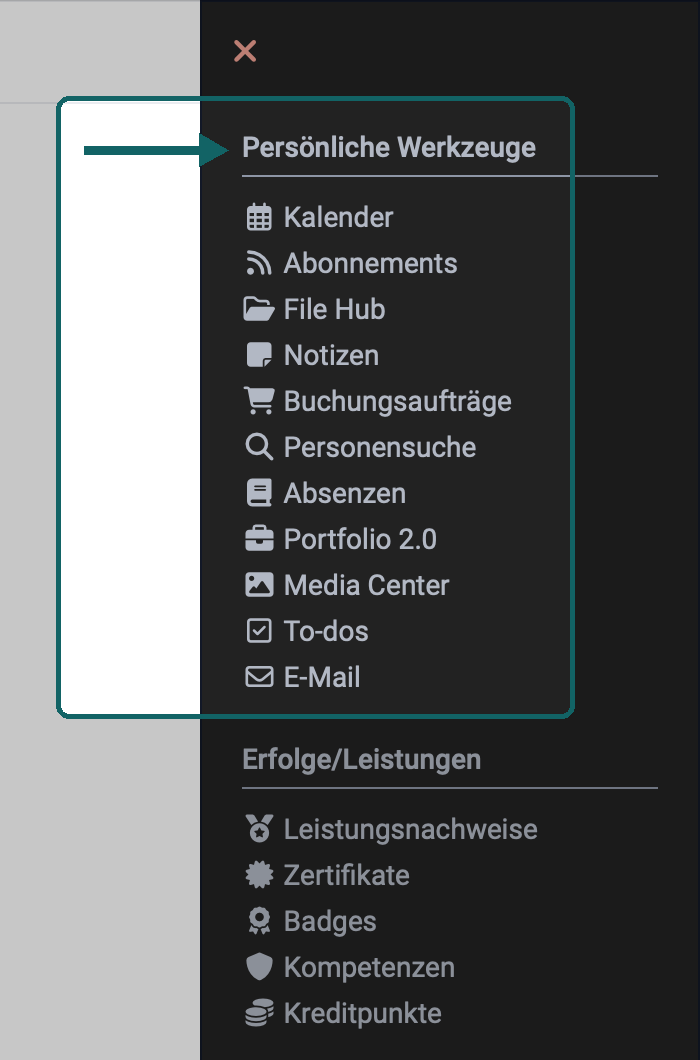 Persönliche Werkzeuge
Kalender
Abonnements
File Hub
Notizen
Buchungsaufträge
Personensuche
Absenzen
Portfolio 2.0
Media Center
To-dos
E-Mail
Erfolge/Leistungen
Leistungsnachweise
Zertifikate
Badges
Kompetenzen
Kreditpunkte